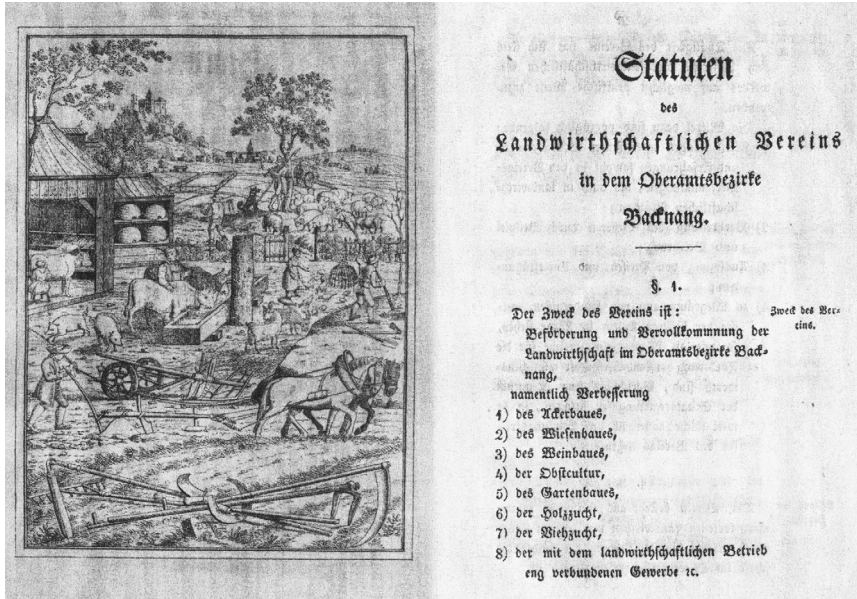 Statuten
des
Landwirthschaftlichen Vereins
in dem Oberamtsbezirke
Backnang.
§. 1.
Der Zweck des Vereins ist:
Zweck des Ver-
eins.
Beförderung und Vervollkommnung der
Landwirthschaft im Oberamtsbezirke Back-
nang,
namentlich Verbesserung
1) des Ackerbaues,
2) des Wiesenbaues,
3) des Weinbaues,
4) der Obstcultur,
5) des Gartenbaues,
6) der Holzzucht,
7) der Viehzucht,
8) der mit dem landwirthschaftlichen Betrieb
eng verbundenen Gewerbe ꝛc.